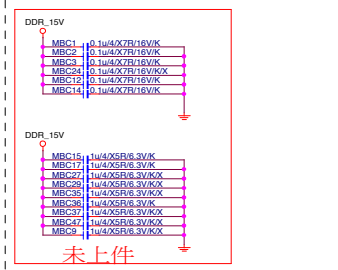 DDR_15V
MBC1 0.1u/4/X7R/16V/K
MBC2 0.1u/4/X7R/16V/K
MBC3 0.1u/4/X7R/16V/K
MBC24 0.1u/4/X7R/16V/K/X
MBC12 0.1u/4/X7R/16V/K
MBC14 0.1u/4/X7R/16V/K
DDR_15V
MBC15 1u/4/X5R/6.3V/K
MBC17 1u/4/X5R/6.3V/K
MBC27 1u/4/X5R/6.3V/K/X
MBC29 1u/4/X5R/6.3V/K/X
MBC35 1u/4/X5R/6.3V/K/X
MBC36 1u/4/X5R/6.3V/K/X
MBC37 1u/4/X5R/6.3V/K/X
MBC47 1u/4/X5R/6.3V/K/X
MBC9 1u/4/X5R/6.3V/K/X
未上件